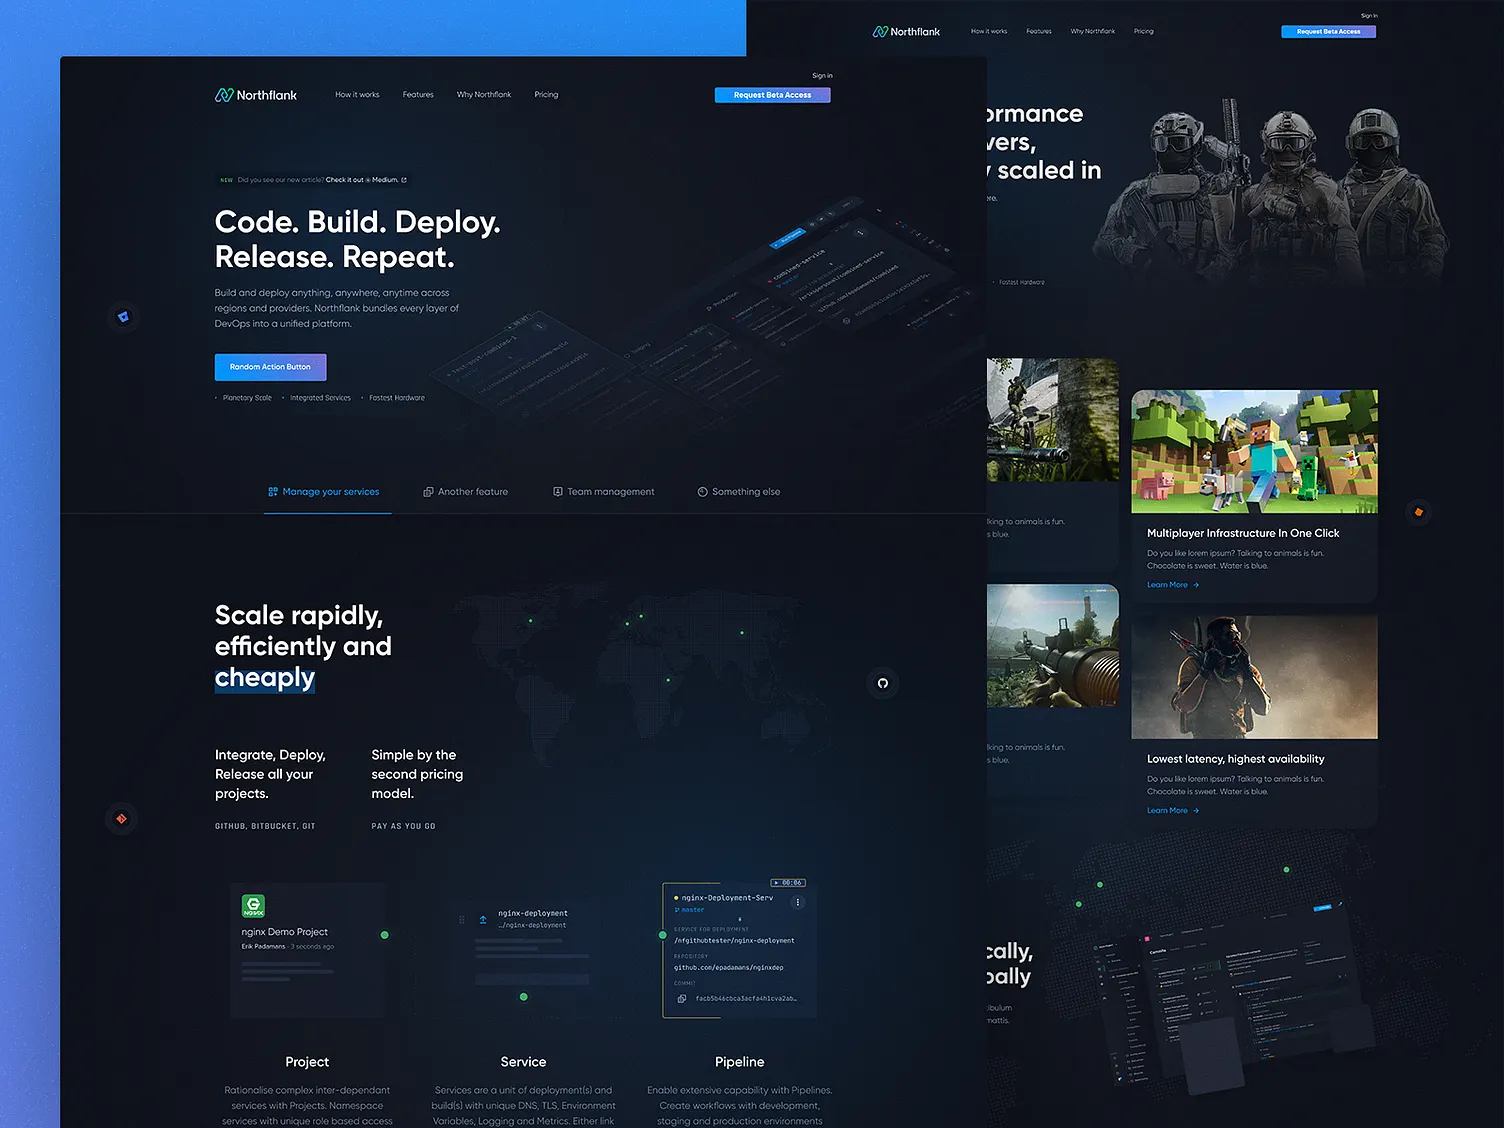 Sign in
Northflank
How it works
Features
Why Northflank
Pricing
Request Beta Access
NEW Did you see our new article? Check it out @ Medium.
Code. Build. Deploy.
Release. Repeat.
Build and deploy anything, anywhere, anytime across
regions and providers. Northflank bundles every layer of
DevOps into a unified platform.
Random Action Button
Planetary Scale
Integrated Services
Fastest Hardware
Production
combined-service
master
Manage your services
Another feature
Team management
Something else
Scale rapidly,
efficiently and
cheaply
Integrate, Deploy,
Release all your
projects.
GITHUB, BITBUCKET, GIT
Simple by the
second pricing
model.
PAY AS YOU GO
NGINX
nginx Demo Project
Erik Padamans · 3 seconds ago
nginx-deployment
../nginx-deployment
00:06
nginx-Deployment-Serv
master
SERVICE FOR DEPLOYMENT
/nfgithubtester/nginx-deployment
REPOSITORY
github.com/epadamans/nginxdep
COMMIT
facb5b46cbca3acfa4h1cva2ab…
Project
Rationalise complex inter-dependant
services with Projects. Namespace
services with unique role based access
Service
Services are a unit of deployment(s) and
build(s) with unique DNS, TLS, Environment
Variables, Logging and Metrics. Either link
Pipeline
Enable extensive capability with Pipelines.
Create workflows with development,
staging and production environments
Sign In
Northflank
How it works
Features
Why Northflank
Pricing
Request Beta Access
ormance
vers,
y scaled in
ere.
Fastest Hardware
lking to animals is fun.
s blue.
Multiplayer Infrastructure In One Click
Do you like lorem ipsum? Talking to animals is fun.
Chocolate is sweet. Water is blue.
Learn More →
lking to animals is fun.
s blue.
Lowest latency, highest availability
Do you like lorem ipsum? Talking to animals is fun.
Chocolate is sweet. Water is blue.
Learn More →
cally,
bally
tibulum
mattis.